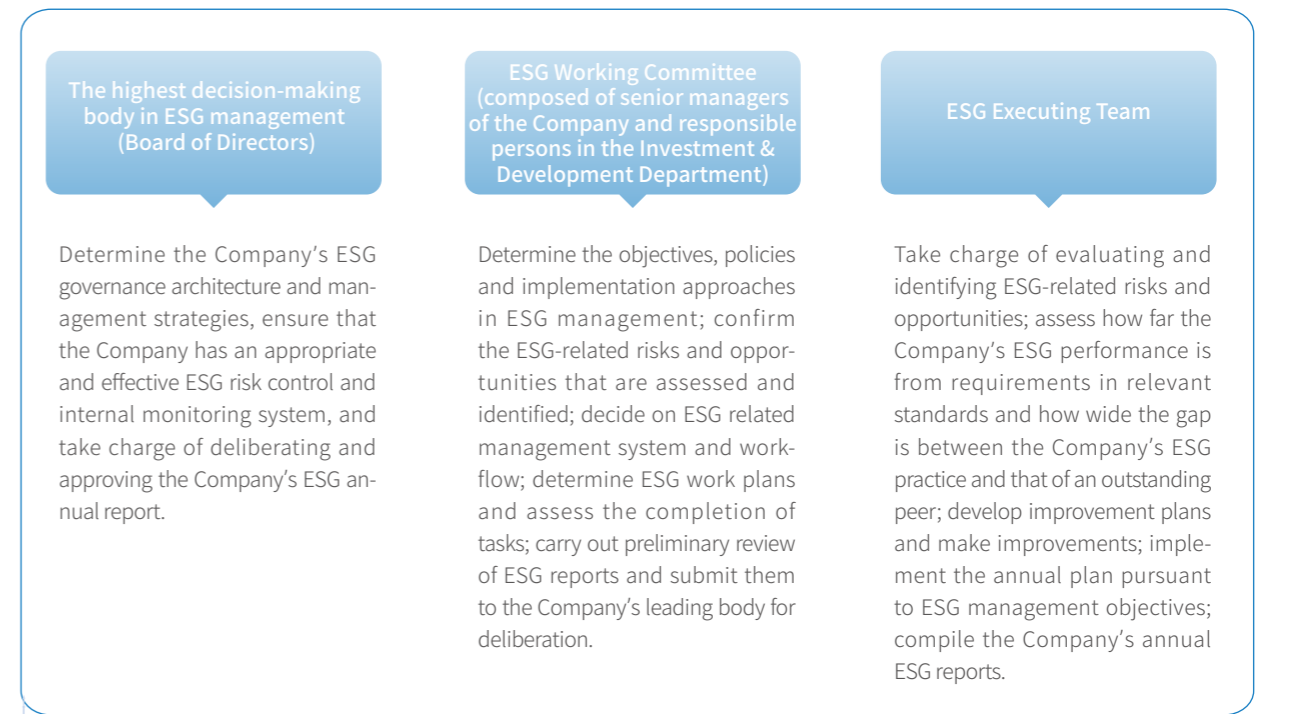 The highest decision-making
body in ESG management
(Board of Directors)
Determine the Company's ESG
governance architecture and man-
agement strategies, ensure that
the Company has an appropriate
and effective ESG risk control and
internal monitoring system, and
take charge of deliberating and
approving the Company's ESG an-
nual report.
ESG Working Committee
(composed of senior managers
of the Company and responsible
persons in the Investment &
Development Department)
Determine the objectives, policies
and implementation approaches
in ESG management; confirm
the ESG-related risks and oppor-
tunities that are assessed and
identified; decide on ESG related
management system and work-
flow; determine ESG work plans
and assess the completion of
tasks; carry out preliminary review
of ESG reports and submit them
to the Company's leading body for
deliberation.
ESG Executing Team
Take charge of evaluating and
identifying ESG-related risks and
opportunities; assess how far the
Company's ESG performance is
from requirements in relevant
standards and how wide the gap
is between the Company's ESG
practice and that of an outstanding
peer; develop improvement plans
and make improvements; imple-
ment the annual plan pursuant
to ESG management objectives;
compile the Company's annual
ESG reports.